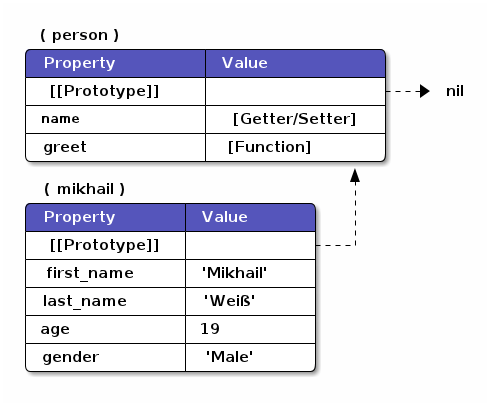 ( person )
Property Value
[[Prototype]]
nil
name [Getter/Setter]
greet [Function]
( mikhail )
Property Value
[[Prototype]]
first_name 'Mikhail'
last_name 'Weiß'
age 19
gender 'Male'